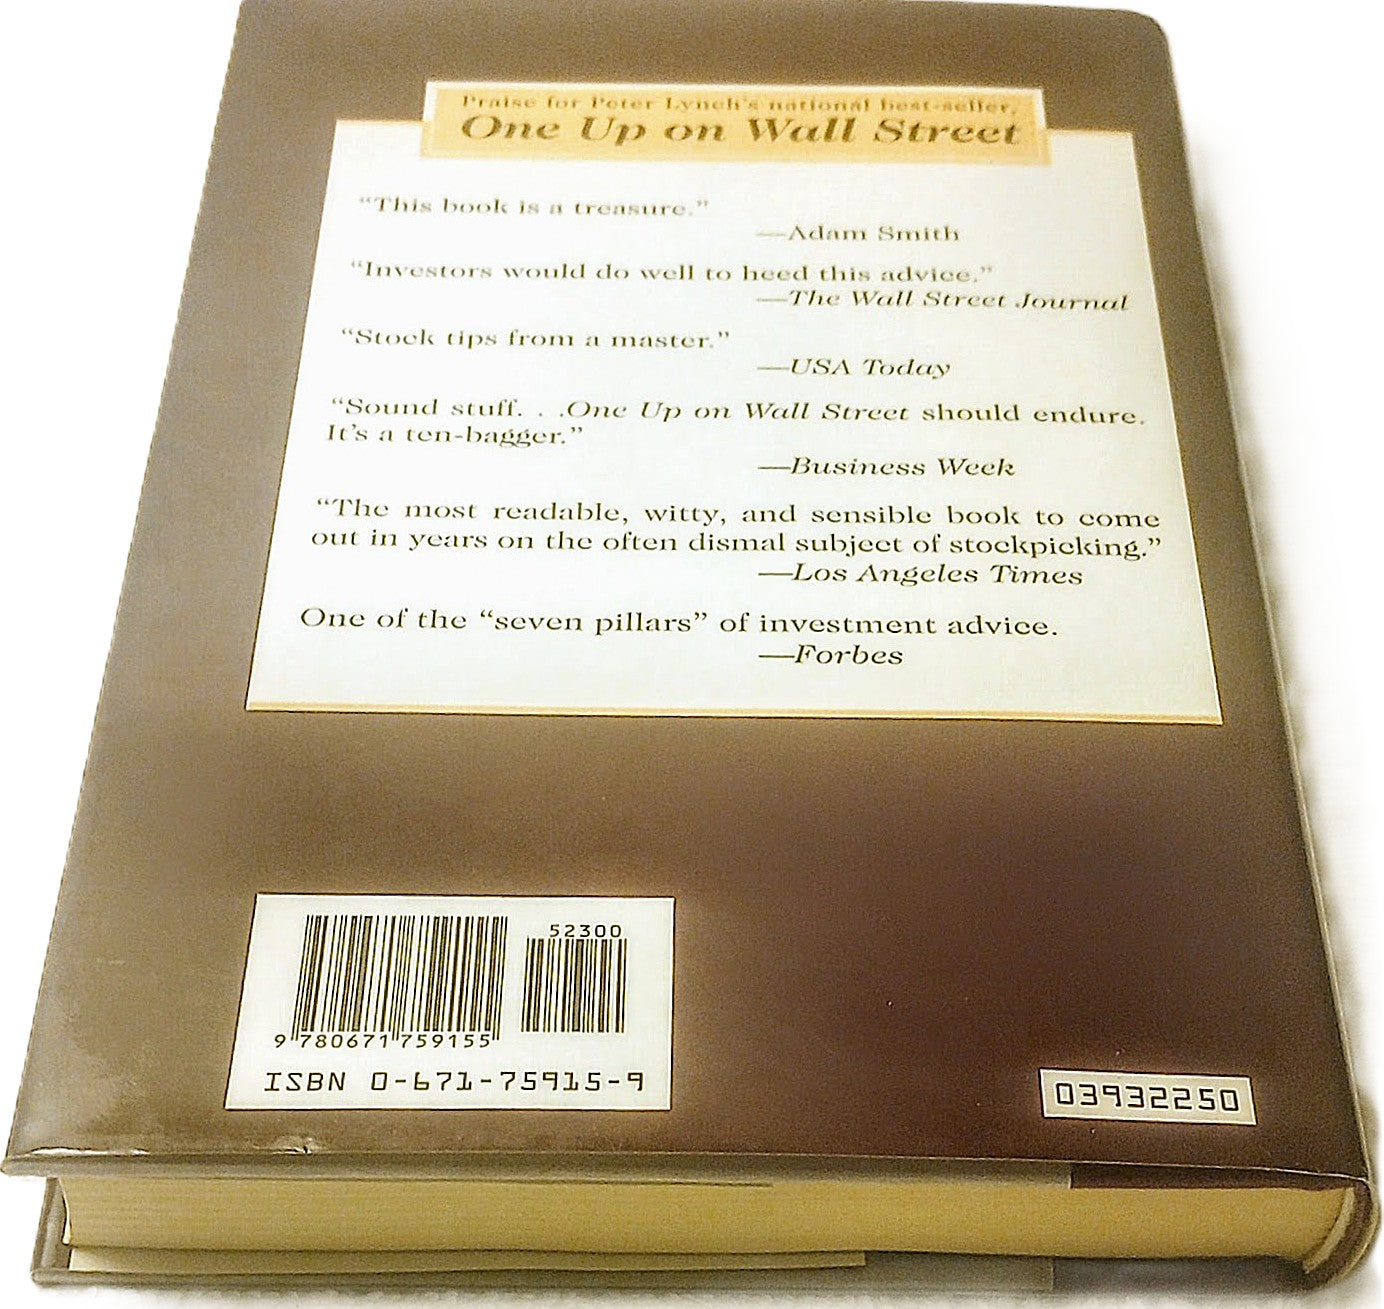 Praise for Peter Lynch's national best-seller,
One Up on Wall Street
“This book is a treasure.”
—Adam Smith
“Investors would do well to heed this advice.”
—The Wall Street Journal
“Stock tips from a master.”
—USA Today
“Sound stuff. . .One Up on Wall Street should endure.
It's a ten-bagger.”
—Business Week
“The most readable, witty, and sensible book to come
out in years on the often dismal subject of stockpicking.”
—Los Angeles Times
One of the “seven pillars” of investment advice.
—Forbes
52300
9 780671 759155
ISBN 0-671-75915-9
03932250